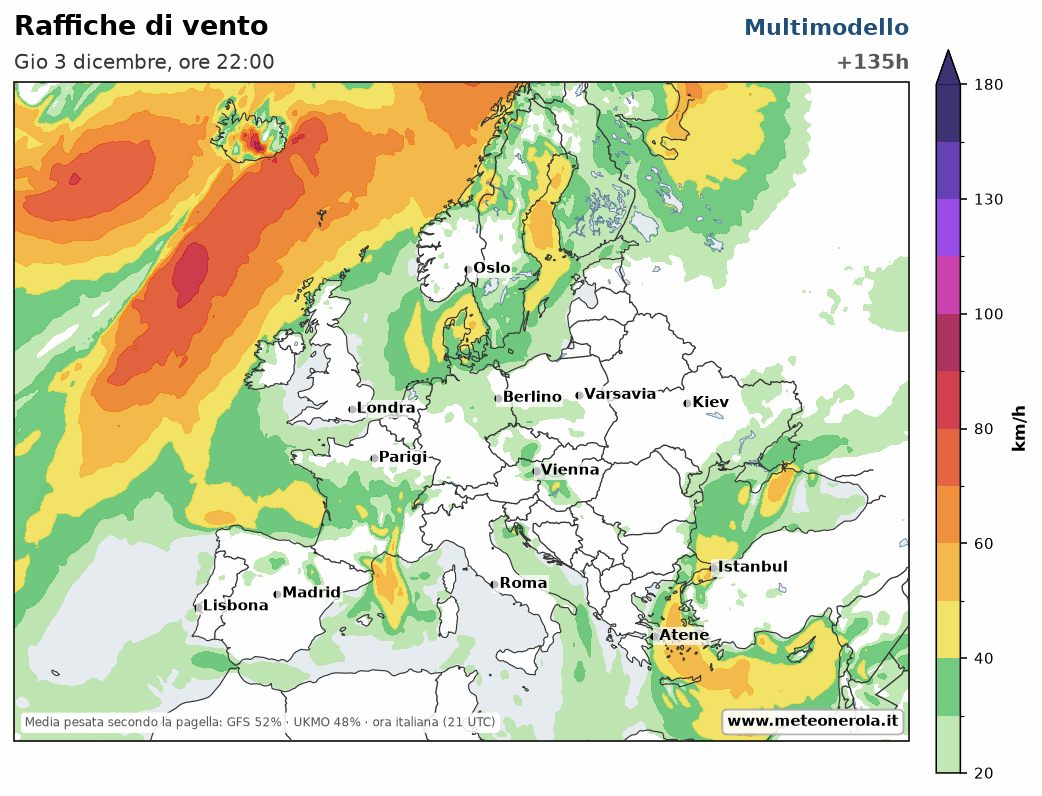 Raffiche di vento
Multimodello
Gio 3 dicembre, ore 22:00
+135h
180
130
100
80
60
40
20
km/h
Oslo
Berlino
Varsavia
Kiev
Londra
Parigi
Vienna
Istanbul
Roma
Madrid
Lisbona
Atene
Media pesata secondo la pagella: GFS 52% · UKMO 48% · ora italiana (21 UTC)
www.meteonerola.it